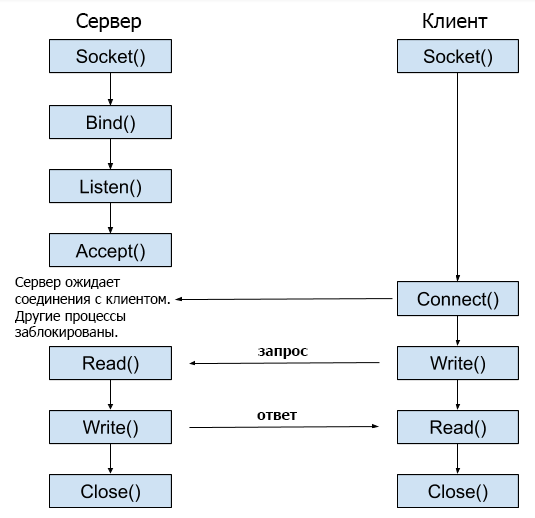 Сервер
Клиент
Socket()
Socket()
Bind()
Listen()
Accept()
Сервер ожидает
соединения с клиентом.
Другие процессы
заблокированы.
Connect()
Read()
запрос
Write()
Write()
ответ
Read()
Close()
Close()